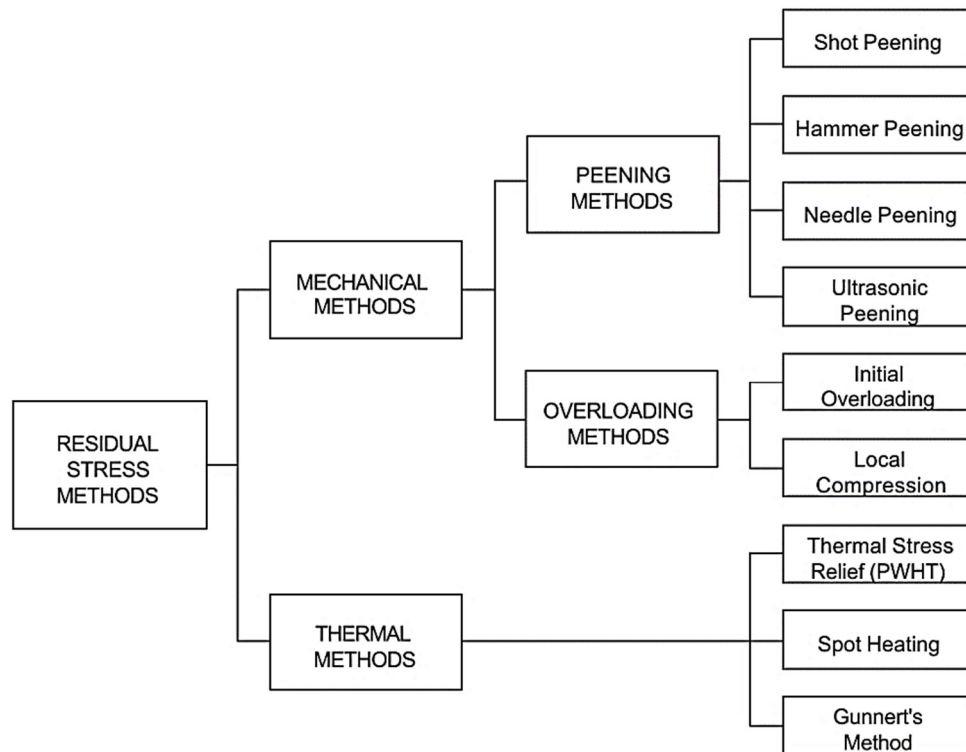 RESIDUAL
STRESS
METHODS
MECHANICAL
METHODS
THERMAL
METHODS
PEENING
METHODS
OVERLOADING
METHODS
Shot Peening
Hammer Peening
Needle Peening
Ultrasonic
Peening
Initial
Overloading
Local
Compression
Thermal Stress
Relief (PWHT)
Spot Heating
Gunnert's
Method